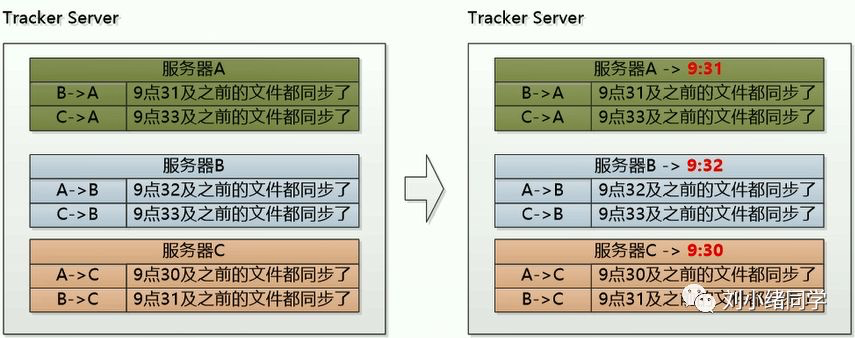 Tracker Server
服务器A
B->A 9点31及之前的文件都同步了
C->A 9点33及之前的文件都同步了
服务器B
A->B 9点32及之前的文件都同步了
C->B 9点33及之前的文件都同步了
服务器C
A->C 9点30及之前的文件都同步了
B->C 9点31及之前的文件都同步了
Tracker Server
服务器A -> 9:31
B->A 9点31及之前的文件都同步了
C->A 9点33及之前的文件都同步了
服务器B -> 9:32
A->B 9点32及之前的文件都同步了
C->B 9点33及之前的文件都同步了
服务器C -> 9:30
A->C 9点30及之前的文件都同步了
B->C 9点31及之前的文件都同步了
刘小绪同学